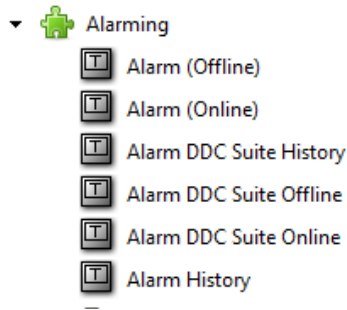 Alarming
Alarm (Offline)
Alarm (Online)
Alarm DDC Suite History
Alarm DDC Suite Offline
Alarm DDC Suite Online
Alarm History